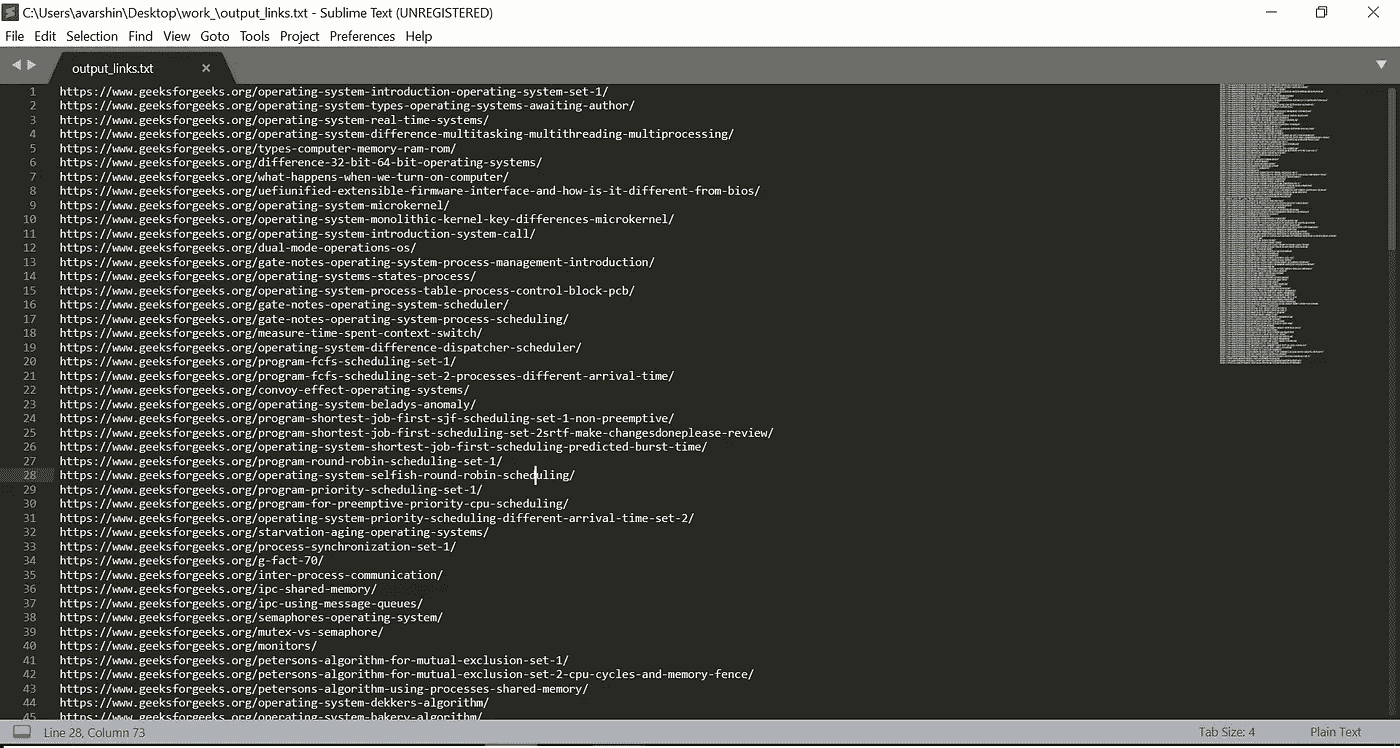 C:\Users\avarshin\Desktop\work_\output_links.txt - Sublime Text (UNREGISTERED)
File Edit Selection Find View Goto Tools Project Preferences Help
output_links.txt
1 https://www.geeksforgeeks.org/operating-system-introduction-operating-system-set-1/
2 https://www.geeksforgeeks.org/operating-system-types-operating-systems-awaiting-author/
3 https://www.geeksforgeeks.org/operating-system-real-time-systems/
4 https://www.geeksforgeeks.org/operating-system-difference-multitasking-multithreading-multiprocessing/
5 https://www.geeksforgeeks.org/types-computer-memory-ram-rom/
6 https://www.geeksforgeeks.org/difference-32-bit-64-bit-operating-systems/
7 https://www.geeksforgeeks.org/what-happens-when-we-turn-on-computer/
8 https://www.geeksforgeeks.org/uefiunified-extensible-firmware-interface-and-how-is-it-different-from-bios/
9 https://www.geeksforgeeks.org/operating-system-microkernel/
10 https://www.geeksforgeeks.org/operating-system-monolithic-kernel-key-differences-microkernel/
11 https://www.geeksforgeeks.org/operating-system-introduction-system-call/
12 https://www.geeksforgeeks.org/dual-mode-operations-os/
13 https://www.geeksforgeeks.org/gate-notes-operating-system-process-management-introduction/
14 https://www.geeksforgeeks.org/operating-systems-states-process/
15 https://www.geeksforgeeks.org/operating-system-process-table-process-control-block-pcb/
16 https://www.geeksforgeeks.org/gate-notes-operating-system-scheduler/
17 https://www.geeksforgeeks.org/gate-notes-operating-system-process-scheduling/
18 https://www.geeksforgeeks.org/measure-time-spent-context-switch/
19 https://www.geeksforgeeks.org/operating-system-difference-dispatcher-scheduler/
20 https://www.geeksforgeeks.org/program-fcfs-scheduling-set-1/
21 https://www.geeksforgeeks.org/program-fcfs-scheduling-set-2-processes-different-arrival-time/
22 https://www.geeksforgeeks.org/convoy-effect-operating-systems/
23 https://www.geeksforgeeks.org/operating-system-beladys-anomaly/
24 https://www.geeksforgeeks.org/program-shortest-job-first-sjf-scheduling-set-1-non-preemptive/
25 https://www.geeksforgeeks.org/program-shortest-job-first-scheduling-set-2srtf-make-changesdoneplease-review/
26 https://www.geeksforgeeks.org/operating-system-shortest-job-first-scheduling-predicted-burst-time/
27 https://www.geeksforgeeks.org/program-round-robin-scheduling-set-1/
28 https://www.geeksforgeeks.org/operating-system-selfish-round-robin-scheduling/
29 https://www.geeksforgeeks.org/program-priority-scheduling-set-1/
30 https://www.geeksforgeeks.org/program-for-preemptive-priority-cpu-scheduling/
31 https://www.geeksforgeeks.org/operating-system-priority-scheduling-different-arrival-time-set-2/
32 https://www.geeksforgeeks.org/starvation-aging-operating-systems/
33 https://www.geeksforgeeks.org/process-synchronization-set-1/
34 https://www.geeksforgeeks.org/g-fact-70/
35 https://www.geeksforgeeks.org/inter-process-communication/
36 https://www.geeksforgeeks.org/ipc-shared-memory/
37 https://www.geeksforgeeks.org/ipc-using-message-queues/
38 https://www.geeksforgeeks.org/semaphores-operating-system/
39 https://www.geeksforgeeks.org/mutex-vs-semaphore/
40 https://www.geeksforgeeks.org/monitors/
41 https://www.geeksforgeeks.org/petersons-algorithm-for-mutual-exclusion-set-1/
42 https://www.geeksforgeeks.org/petersons-algorithm-for-mutual-exclusion-set-2-cpu-cycles-and-memory-fence/
43 https://www.geeksforgeeks.org/petersons-algorithm-using-processes-shared-memory/
44 https://www.geeksforgeeks.org/operating-system-dekkers-algorithm/
45 https://www.geeksforgeeks.org/operating-system-bakery-algorithm/
Line 28, Column 73 Tab Size: 4 Plain Text